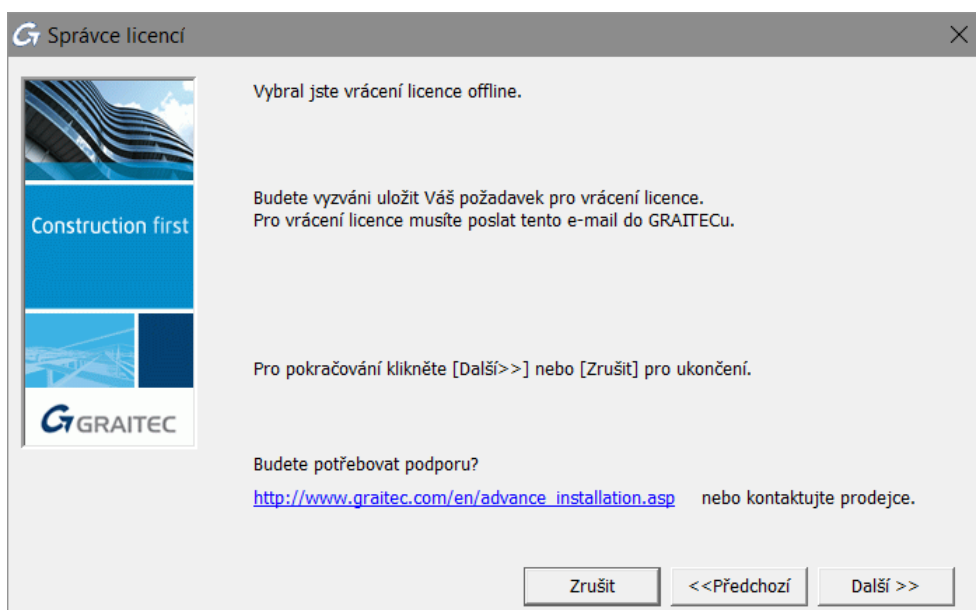 Správce licencí
Vybral jste vrácení licence offline.
Budete vyzváni uložit Váš požadavek pro vrácení licence.
Pro vrácení licence musíte poslat tento e-mail do GRAITECu.
Construction first
Pro pokračování klikněte [Další>>] nebo [Zrušit] pro ukončení.
GRAITEC
Budete potřebovat podporu?
http://www.graitec.com/en/advance_installation.asp nebo kontaktujte prodejce.
Zrušit <<Předchozí Další >>